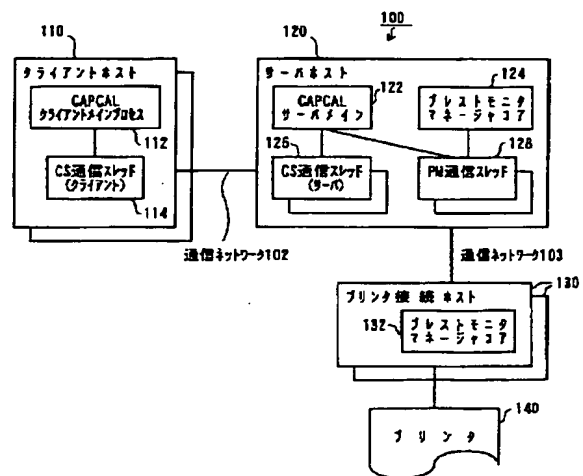 100
110
クライアントホスト
CAPCAL
クライアントメインプロセス
112
CS通信スレッド
(クライアント)
114
120
サーバホスト
CAPCAL
サーバメイン
122
124
プレストモニタ
マネージャコア
126
CS通信スレッド
(サーバ)
128
PM通信スレッド
通信ネットワーク102
通信ネットワーク103
130
プリンタ接続ホスト
132
プレストモニタ
マネージャコア
140
プリンタ